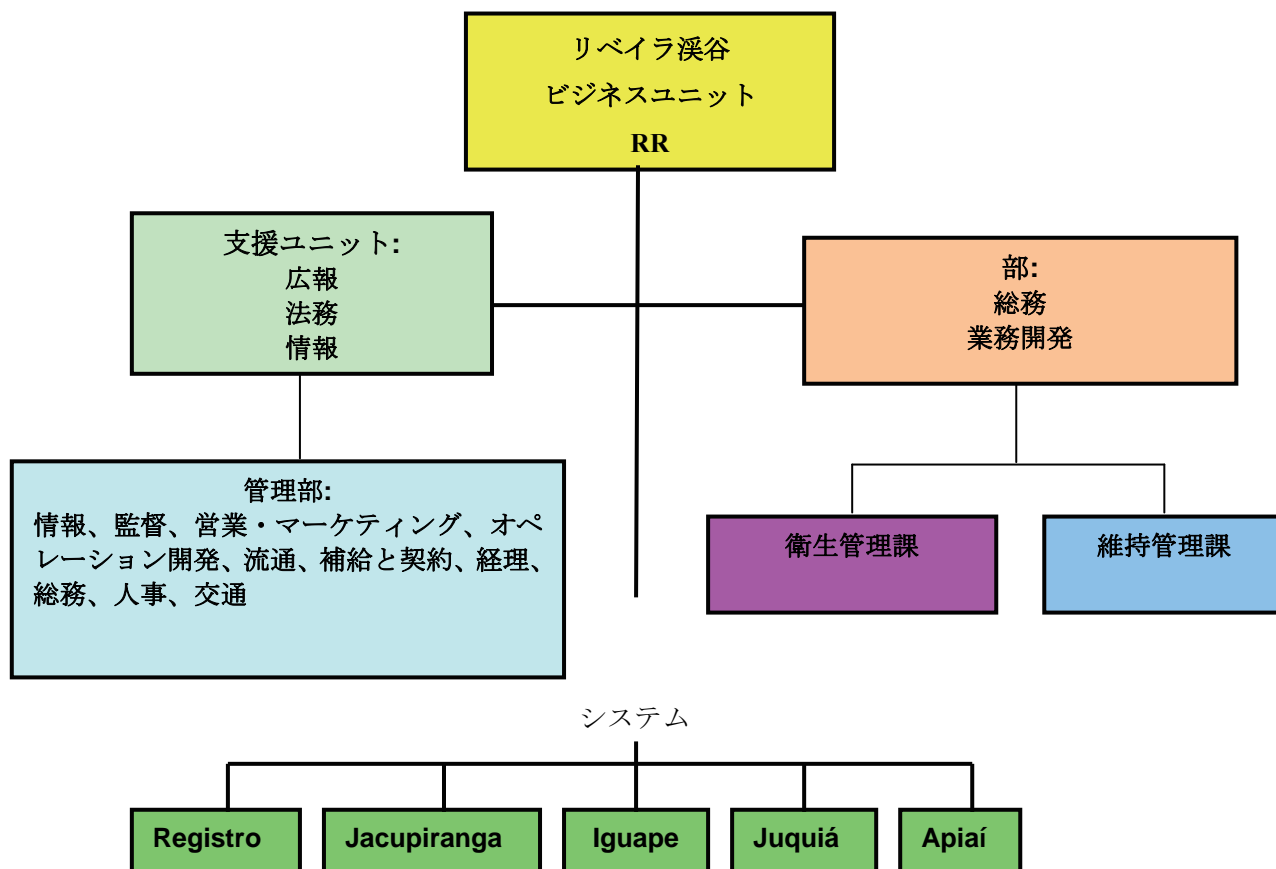 リベイラ渓谷
ビジネスユニット
RR
支援ユニット:
広報
法務
情報
部:
総務
業務開発
管理部:
情報、監督、営業・マーケティング、オペ
レーション開発、流通、補給と契約、経理、
総務、人事、交通
衛生管理課
維持管理課
システム
Registro
Jacupiranga
Iguape
Juquiá
Apiaí